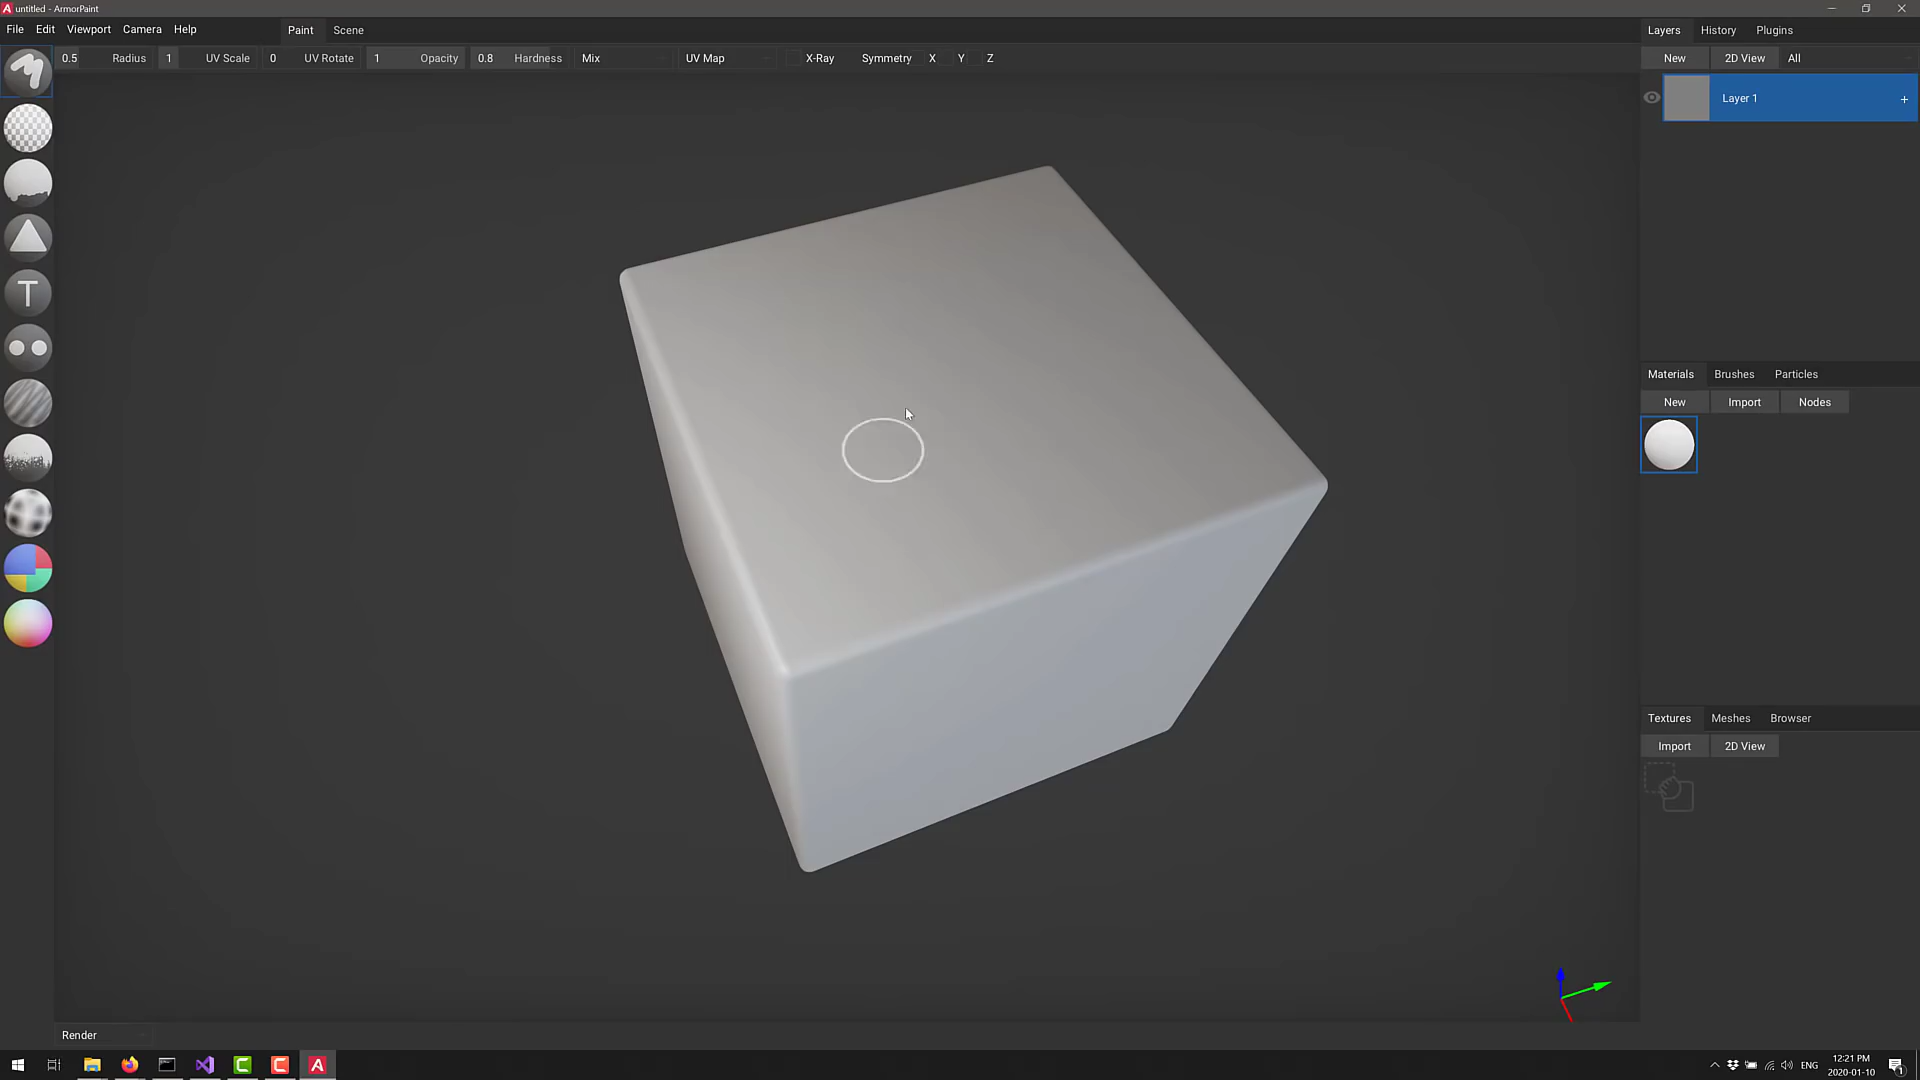 untitled - ArmorPaint
File Edit Viewport Camera Help Paint Scene Layers History Plugins
0.5 Radius 1 UV Scale 0 UV Rotate 1 Opacity 0.8 Hardness Mix UV Map X-Ray Symmetry X Y Z New 2D View All
Layer 1 +
T
Materials Brushes Particles
New Import Nodes
Textures Meshes Browser
Import 2D View
Render
ENG 12:21 PM
2020-01-10